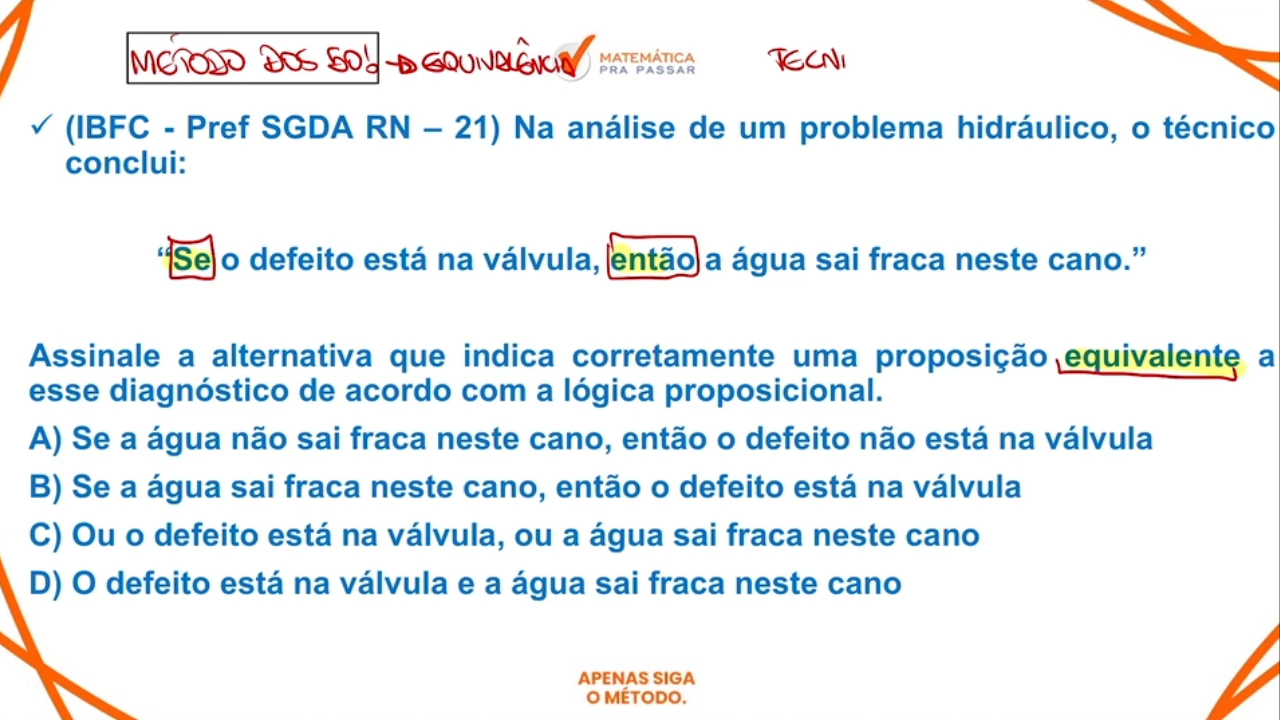 MÉTODO DOS 50! → EQUIVALÊNCIA MATEMÁTICA PRA PASSAR TECNI
✓ (IBFC - Pref SGDA RN – 21) Na análise de um problema hidráulico, o técnico
conclui:
“Se o defeito está na válvula, então a água sai fraca neste cano.”
Assinale a alternativa que indica corretamente uma proposição equivalente a
esse diagnóstico de acordo com a lógica proposicional.
A) Se a água não sai fraca neste cano, então o defeito não está na válvula
B) Se a água sai fraca neste cano, então o defeito está na válvula
C) Ou o defeito está na válvula, ou a água sai fraca neste cano
D) O defeito está na válvula e a água sai fraca neste cano
APENAS SIGA
O MÉTODO.